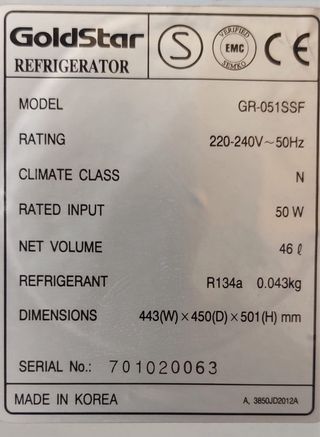 GoldStar
REFRIGERATOR
S
VERIFIED
EMC
SEMKO
CE
MODEL GR-051SSF
RATING 220-240V~50Hz
CLIMATE CLASS N
RATED INPUT 50 W
NET VOLUME 46 ℓ
REFRIGERANT R134a 0.043kg
DIMENSIONS 443(W)×450(D)×501(H) mm
SERIAL No.: 701020063
MADE IN KOREA A, 3850JD2012A